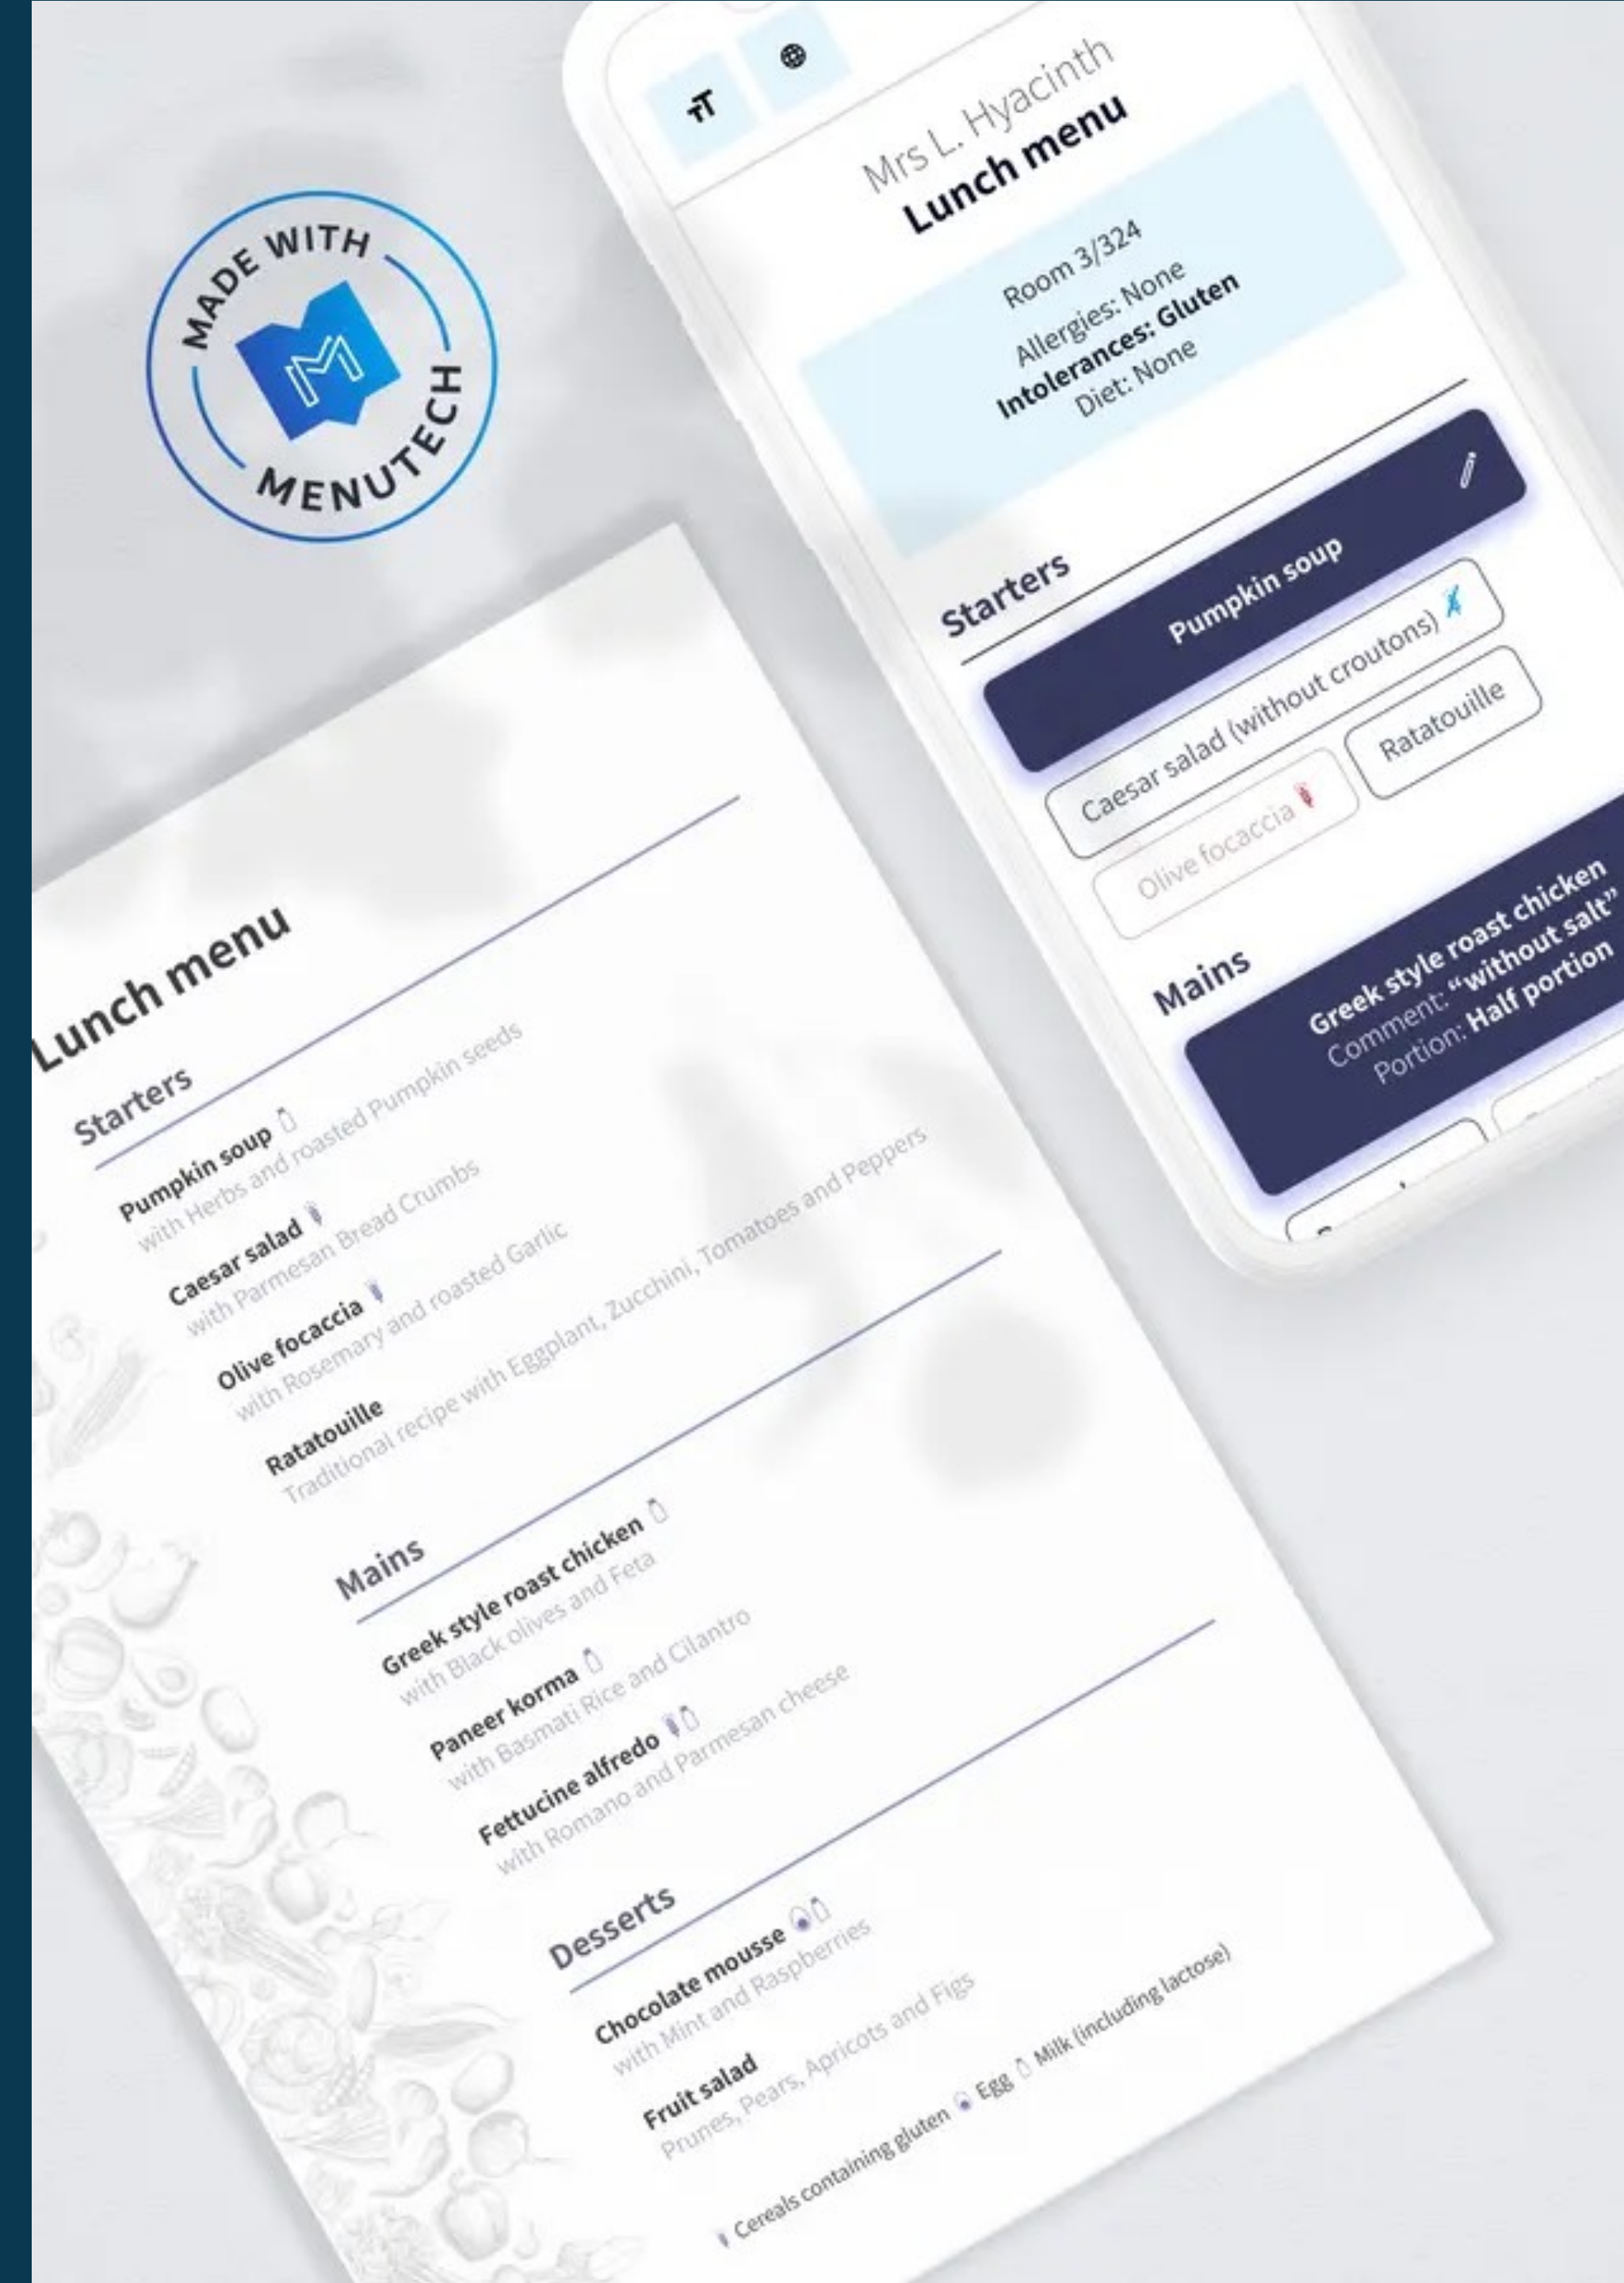 MADE WITH
MENUTECH
Mrs L. Hyacinth
Lunch menu
Room 3/324
Allergies: None
Intolerances: Gluten
Diet: None
Starters
Pumpkin soup
Caesar salad (without croutons)
Olive focaccia
Ratatouille
Mains
Greek style roast chicken
Comment: “without salt”
Portion: Half portion
Lunch menu
Starters
Pumpkin soup
with Herbs and roasted Pumpkin seeds
Caesar salad
with Parmesan Bread Crumbs
Olive focaccia
with Rosemary and roasted Garlic
Ratatouille
Traditional recipe with Eggplant, Zucchini, Tomatoes and Peppers
Mains
Greek style roast chicken
with Black olives and Feta
Paneer korma
with Basmati Rice and Cilantro
Fettucine alfredo
with Romano and Parmesan cheese
Desserts
Chocolate mousse
with Mint and Raspberries
Fruit salad
Prunes, Pears, Apricots and Figs
Cereals containing gluten Egg Milk (including lactose)